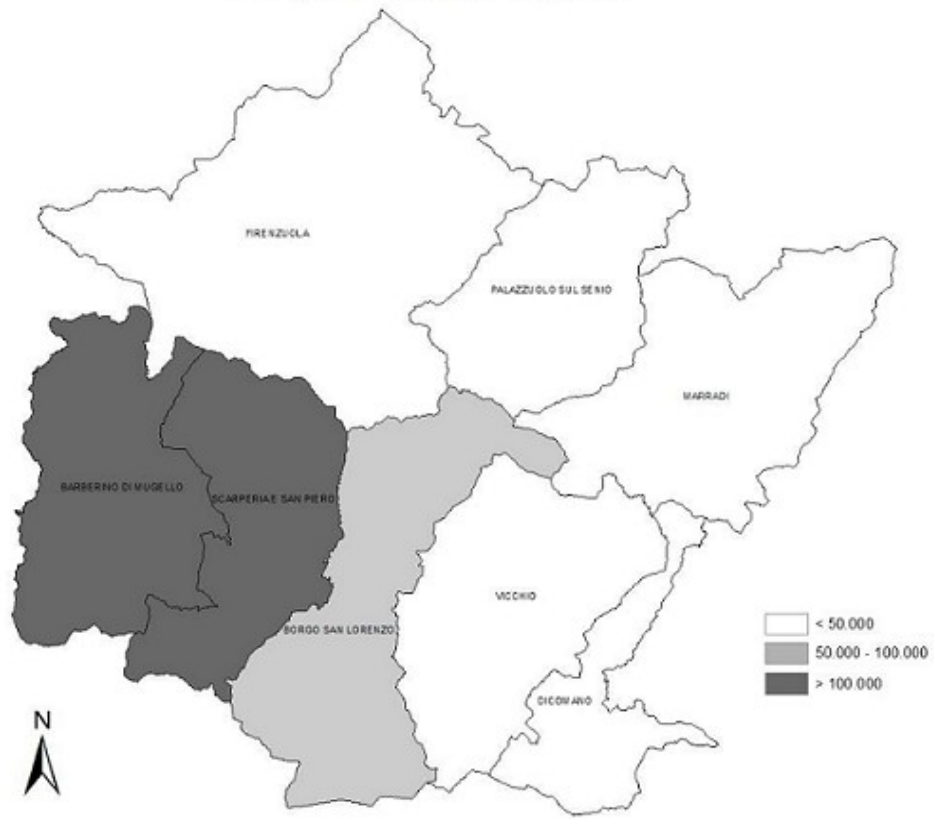 FIRENZUOLA
PALAZZUOLO SUL SENIO
MARRADI
BARBERINO DI MUGELLO
SCARPERIA E SAN PIERO
VICCHIO
BORGO SAN LORENZO
DICOMANO
< 50.000
50.000 - 100.000
> 100.000
N